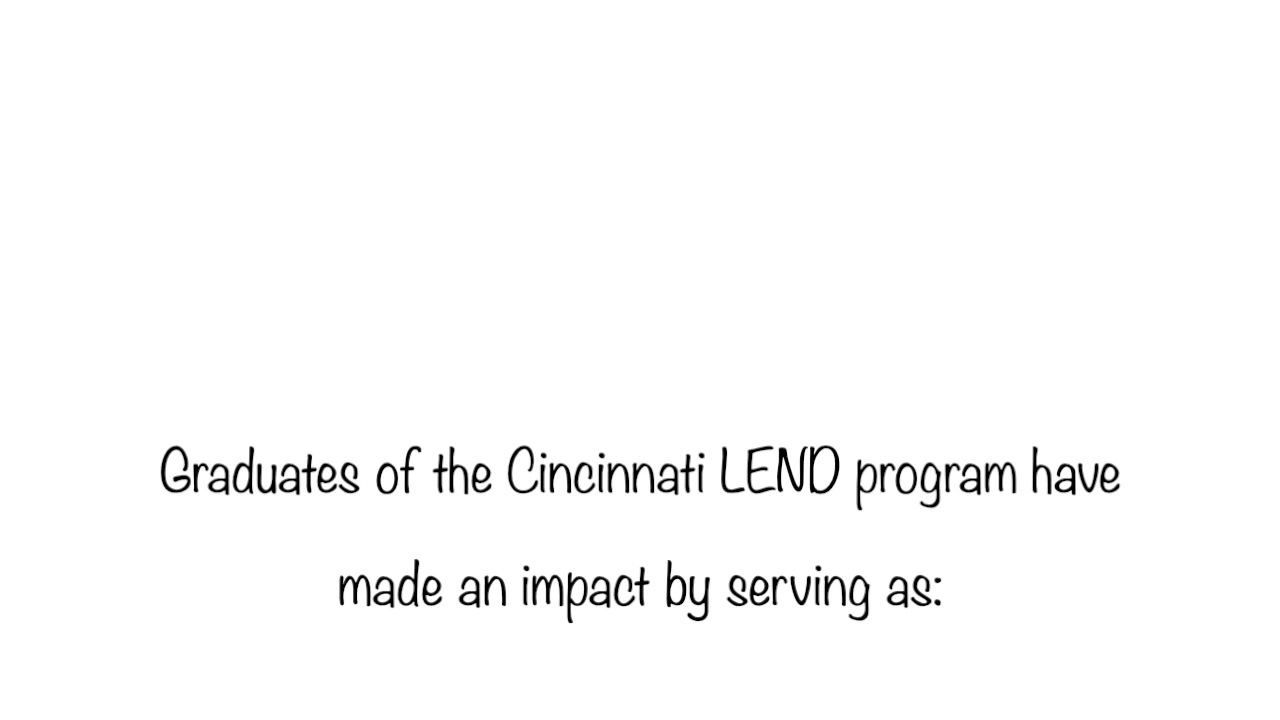 Graduates of the Cincinnati LEND program have
made an impact by serving as: